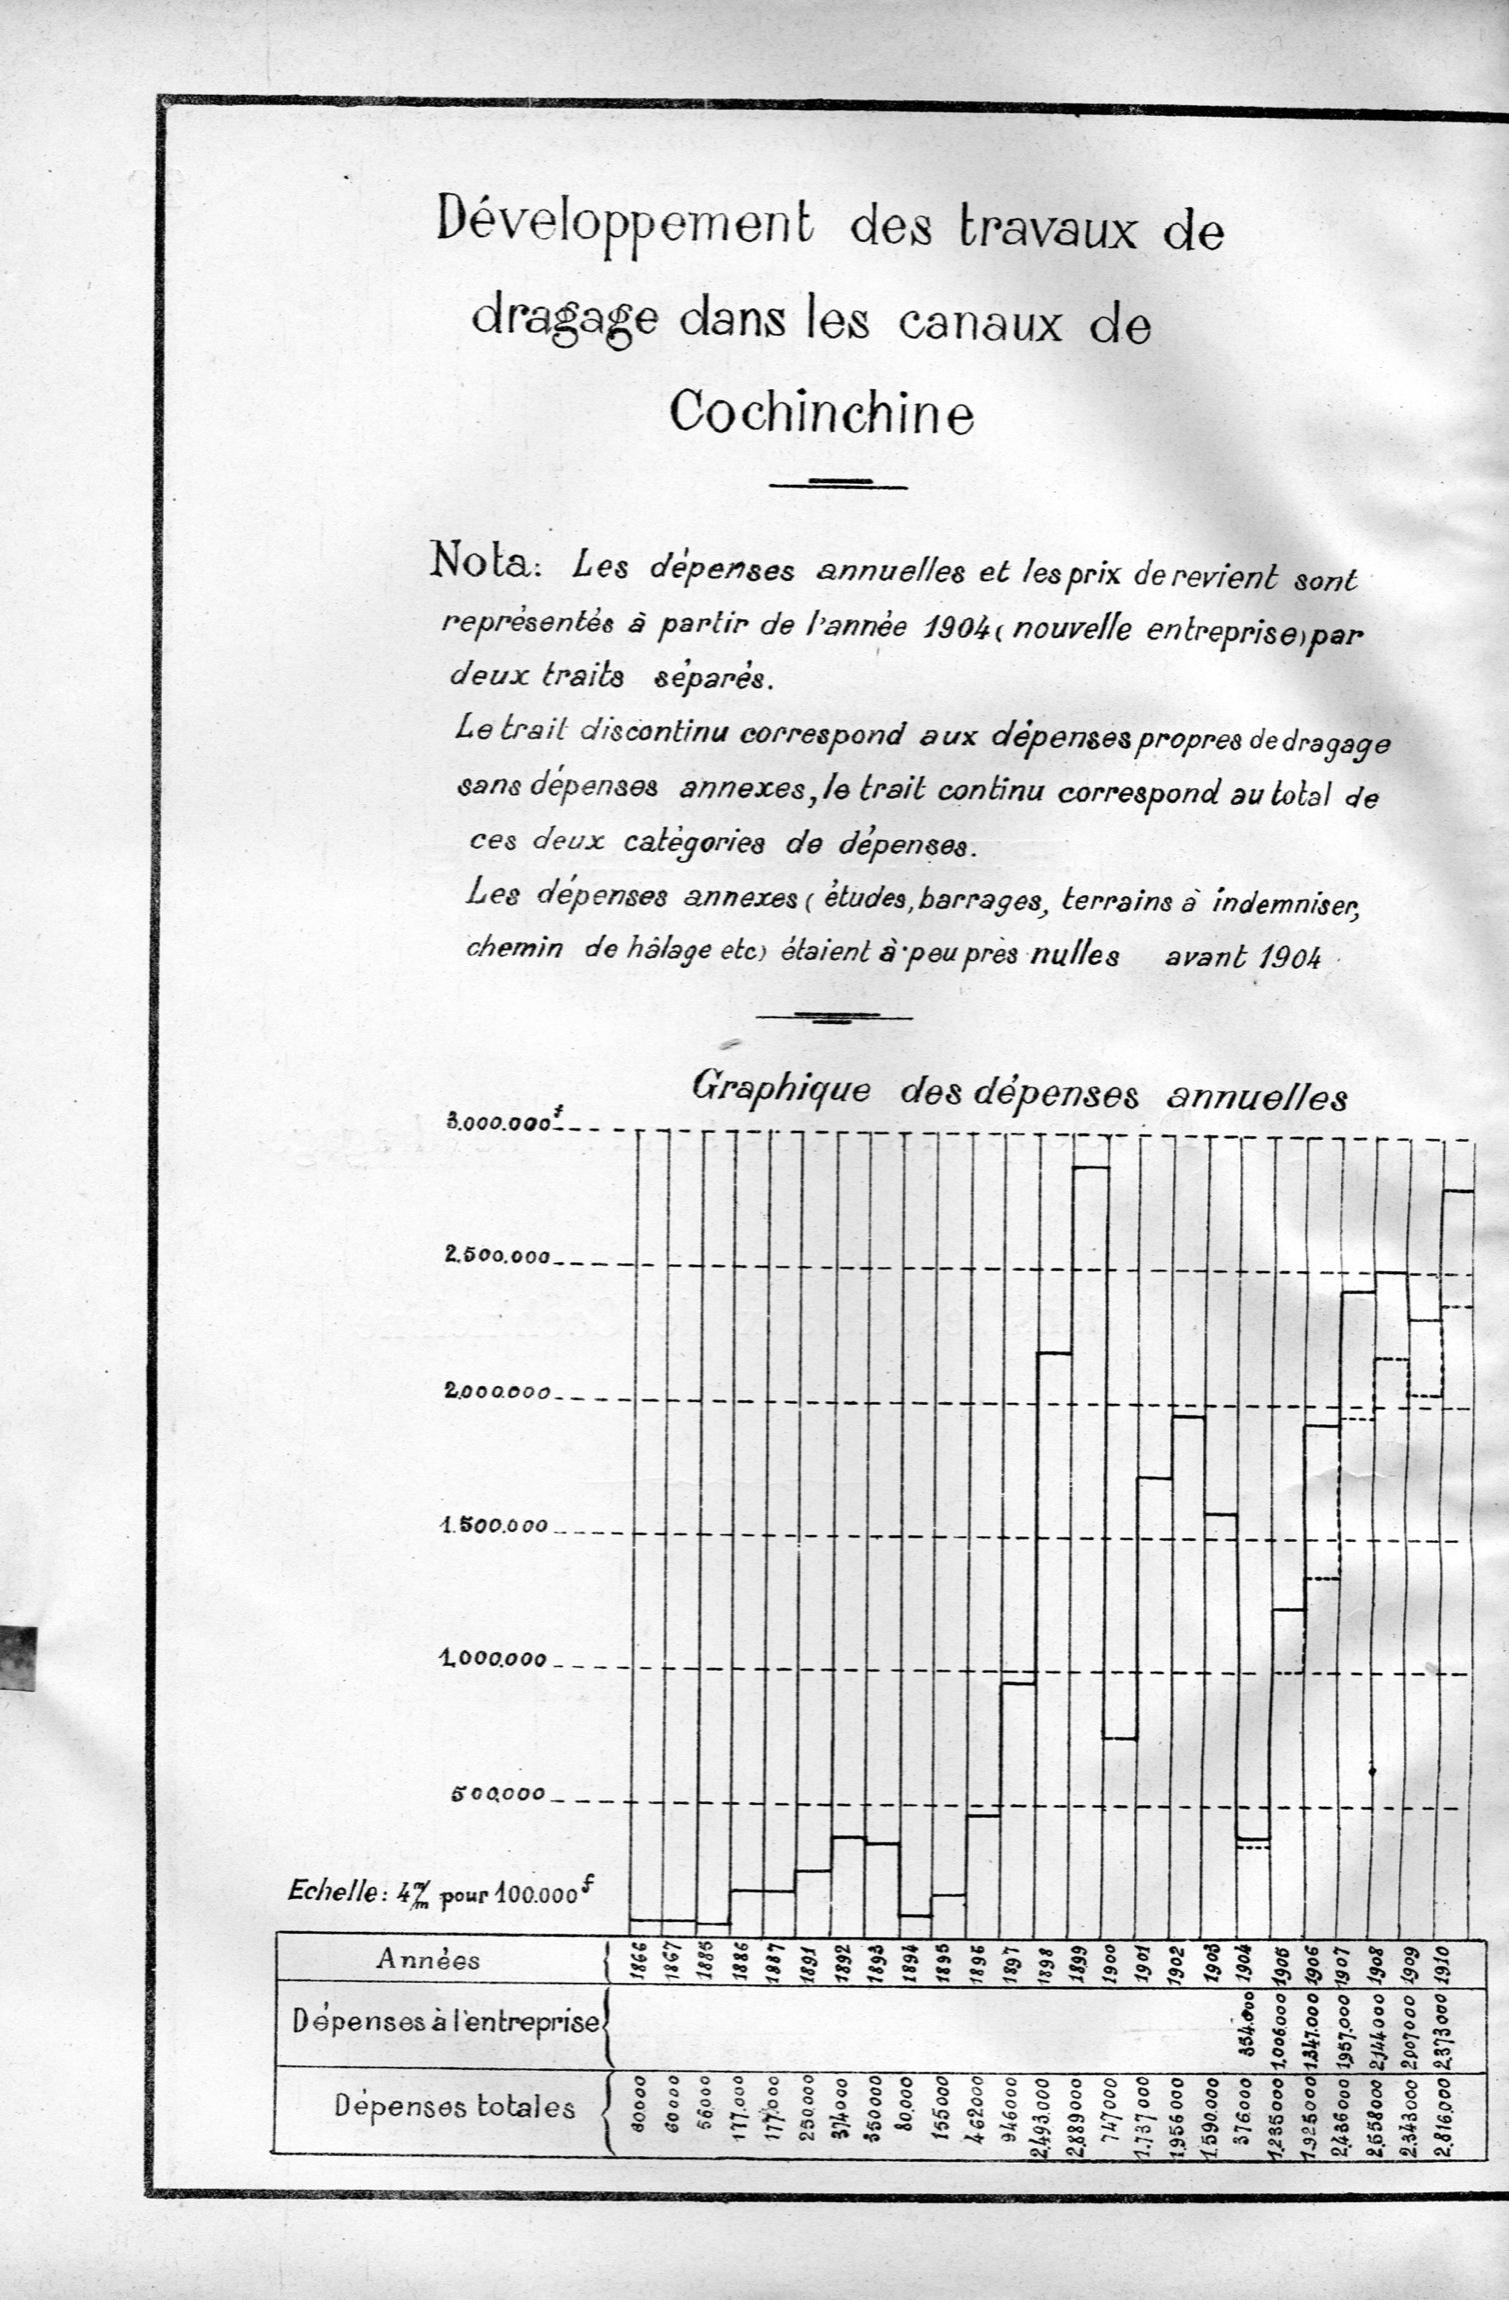 Développement des travaux de
dragage dans les canaux de
Cochinchine
Nota: Les dépenses annuelles et les prix de revient sont
représentés à partir de l'année 1904 (nouvelle entreprise) par
deux traits séparés.
Le trait discontinu correspond aux dépenses propres de dragage
sans dépenses annexes, le trait continu correspond au total de
ces deux catégories de dépenses.
Les dépenses annexes (études, barrages, terrains à indemniser,
chemin de hâlage etc) étaient à peu près nulles avant 1904
Graphique des dépenses annuelles
3.000.000f
2.500.000
2.000.000
1.500.000
1.000.000
500.000
Echelle: 4m/m pour 100.000f
Années 1866 1867 1885 1886 1887 1891 1892 1893 1894 1895 1896 1897 1898 1899 1900 1901 1902 1903 1904 1905 1906 1907 1908 1909 1910
Dépenses à l'entreprise 354.000 1.006.000 1.347.000 1.957.000 2.144.000 2.007.000 2.373.000
Dépenses totales 60000 60000 56000 177.000 177.000 250.000 374000 350000 80.000 155000 462000 946000 2.493.000 2.889000 747000 1.737000 1.956000 1.590.000 376000 1.235000 1.925000 2.436000 2.558000 2.343000 2.816.000